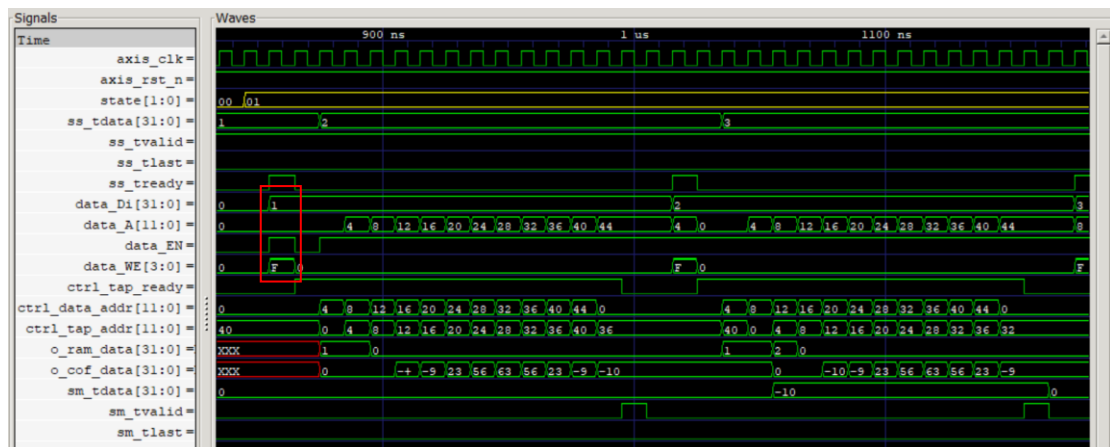 Signals Waves
Time 900 ns 1 us 1100 ns
axis_clk=
axis_rst_n=
state[1:0] = 00 01
ss_tdata[31:0] = 1 2 3
ss_tvalid=
ss_tlast=
ss_tready=
data_Di[31:0] = 0 1 2 3
data_A[11:0] = 0 4 8 12 16 20 24 28 32 36 40 44 4 0 4 8 12 16 20 24 28 32 36 40 44 8
data_EN=
data_WE[3:0] = 0 F 0 F 0 F
ctrl_tap_ready=
ctrl_data_addr[11:0] = 0 4 8 12 16 20 24 28 32 36 40 44 0 4 8 12 16 20 24 28 32 36 40 44 0
ctrl_tap_addr[11:0] = 40 0 4 8 12 16 20 24 28 32 36 40 36 40 0 4 8 12 16 20 24 28 32 36 32
o_ram_data[31:0] = XXX 1 0 1 2 0
o_cof_data[31:0] = XXX 0 -+ -9 23 56 63 56 23 -9 -10 0 -10 -9 23 56 63 56 23 -9
sm_tdata[31:0] = 0 -10 0
sm_tvalid=
sm_tlast=